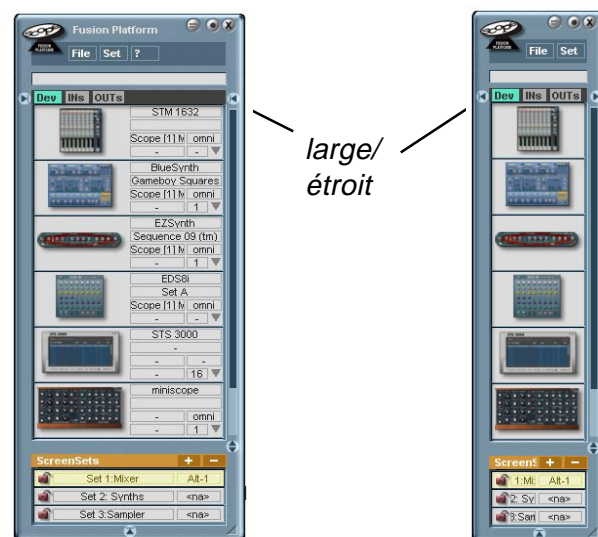 Fusion Platform
File Set ?
Dev INs OUTs
STM 1632
Scope [1] M omni
- -
BlueSynth
Gameboy Squares
Scope [1] M omni
- 1
EZSynth
Sequence 09 (tm)
Scope [1] M omni
- 1
EDS8i
Set A
Scope [1] M omni
- -
STS 3000
-
- -
- 16
miniscope
- omni
- 1
ScreenSets + -
Set 1:Mixer Alt-1
Set 2: Synths <na>
Set 3:Sampler <na>
large/
étroit
File Set
Dev INs OUTs
ScreenS + -
1:Mi Alt-1
2: Sy <na>
3:Sam <na>